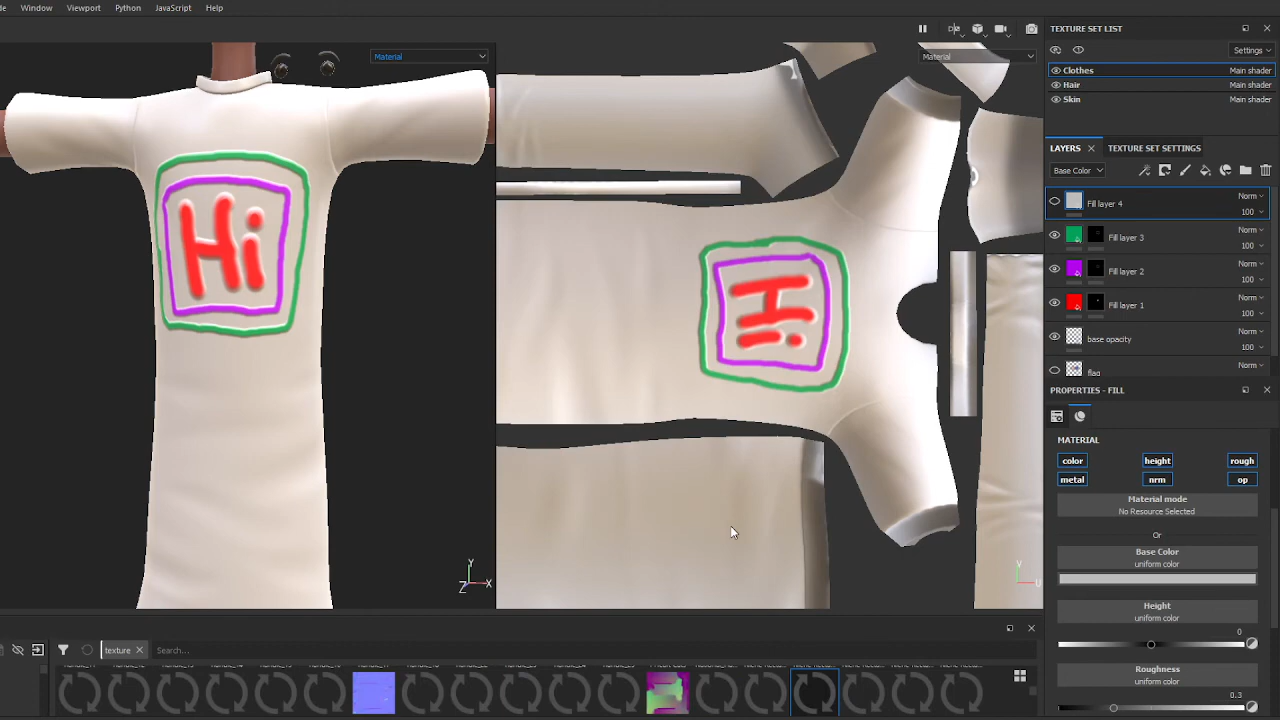 Window Python JavaScript Help
Material
Material
Hi
Hi
TEXTURE SET LIST
Settings
Clothes Main shader
Hair Main shader
Skin Main shader
LAYERS TEXTURE SET SETTINGS
Base Color
Fill layer 4 Norm 100
Fill layer 3 Norm 100
Fill layer 2 Norm 100
Fill layer 1 Norm 100
base opacity Norm 100
flag Norm
PROPERTIES - FILL
MATERIAL
color height rough
metal nrm op
Material mode
No Resource Selected
Or
Base Color
uniform color
Height
uniform color
0
Roughness
uniform color
0.3
Y
Z X
texture Search...